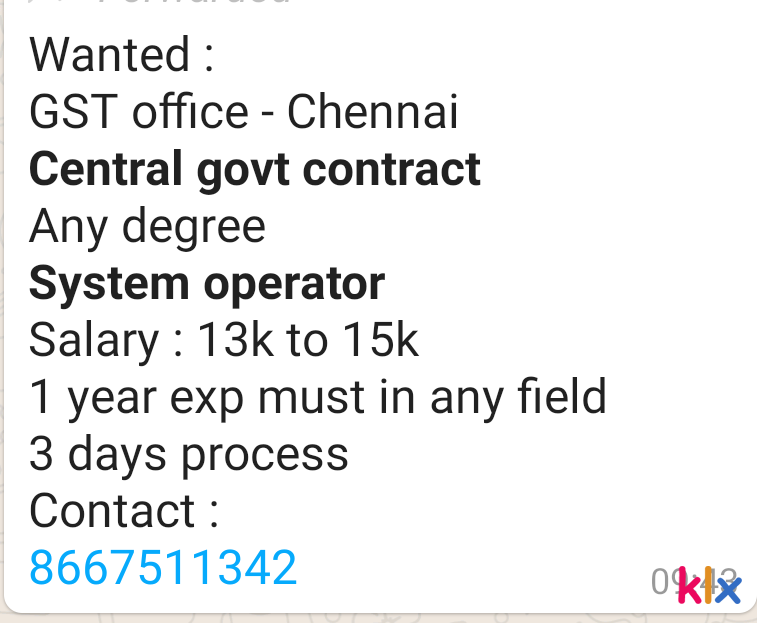 Forwarded
Wanted :
GST office - Chennai
Central govt contract
Any degree
System operator
Salary : 13k to 15k
1 year exp must in any field
3 days process
Contact :
8667511342
09:43
klx